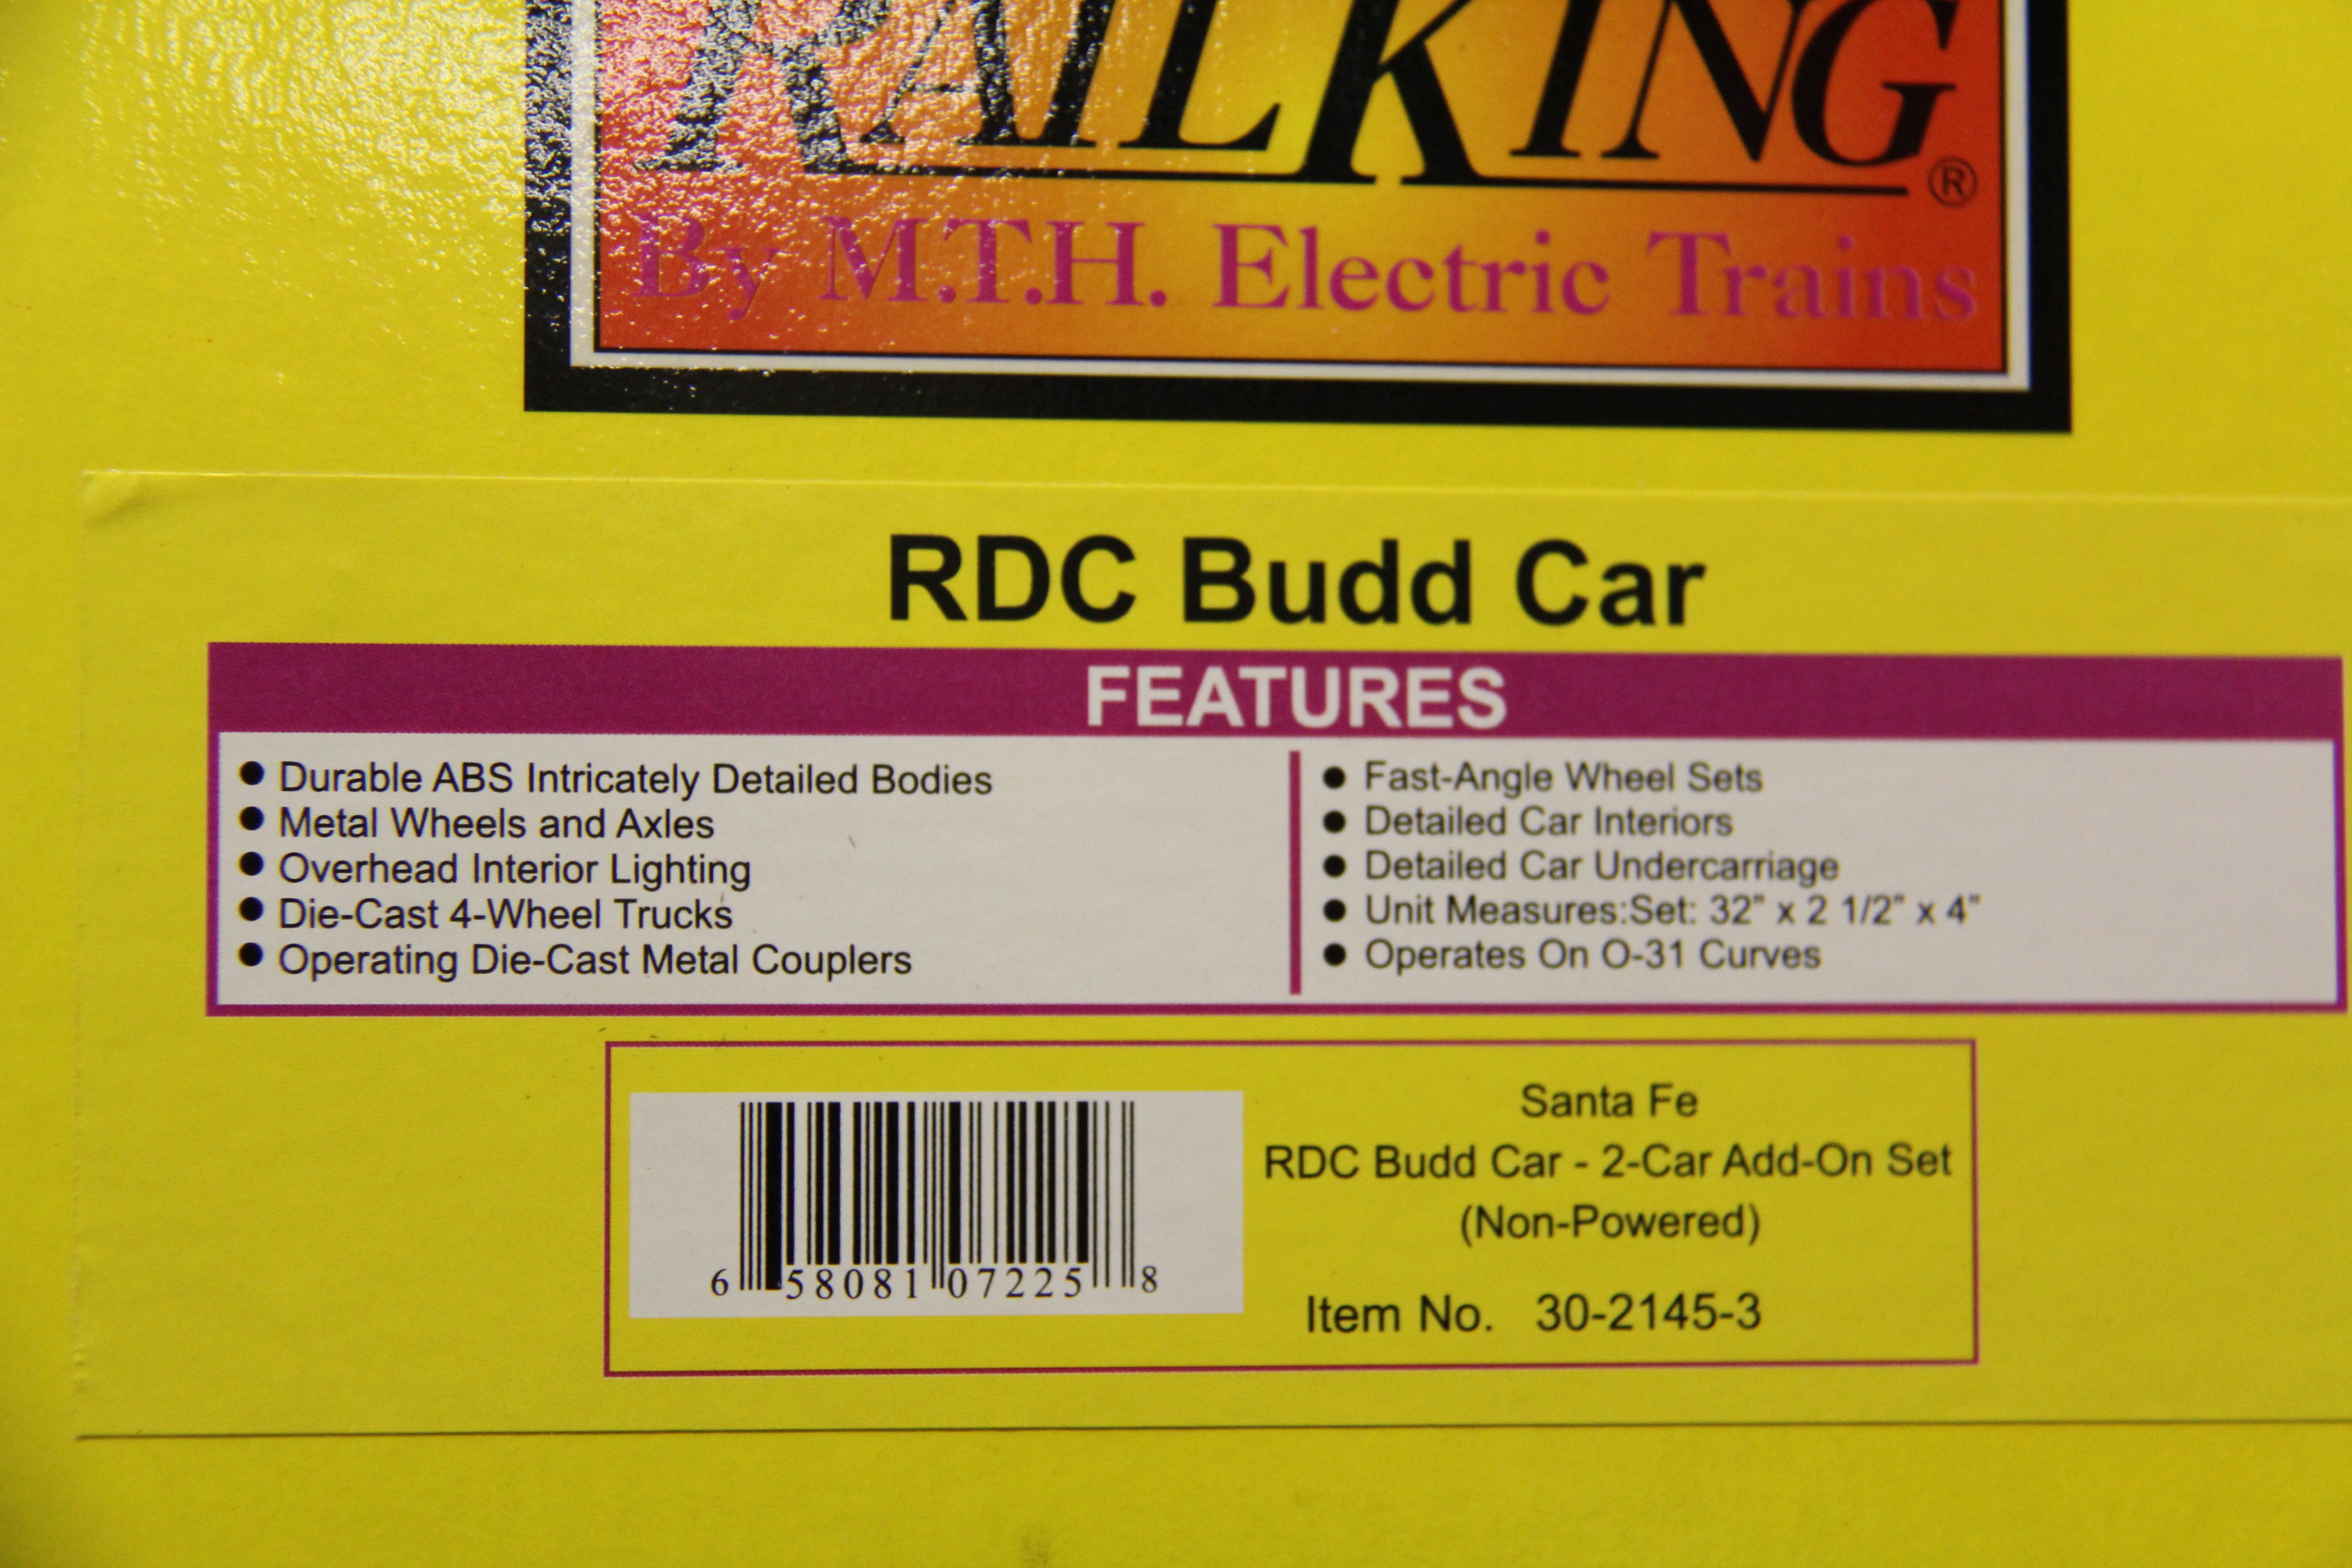 RAILKING®
By M.T.H. Electric Trains
RDC Budd Car
FEATURES
● Durable ABS Intricately Detailed Bodies
● Metal Wheels and Axles
● Overhead Interior Lighting
● Die-Cast 4-Wheel Trucks
● Operating Die-Cast Metal Couplers
● Fast-Angle Wheel Sets
● Detailed Car Interiors
● Detailed Car Undercarriage
● Unit Measures:Set: 32” x 2 1/2” x 4”
● Operates On O-31 Curves
6 58081 07225 8
Santa Fe
RDC Budd Car - 2-Car Add-On Set
(Non-Powered)
Item No. 30-2145-3